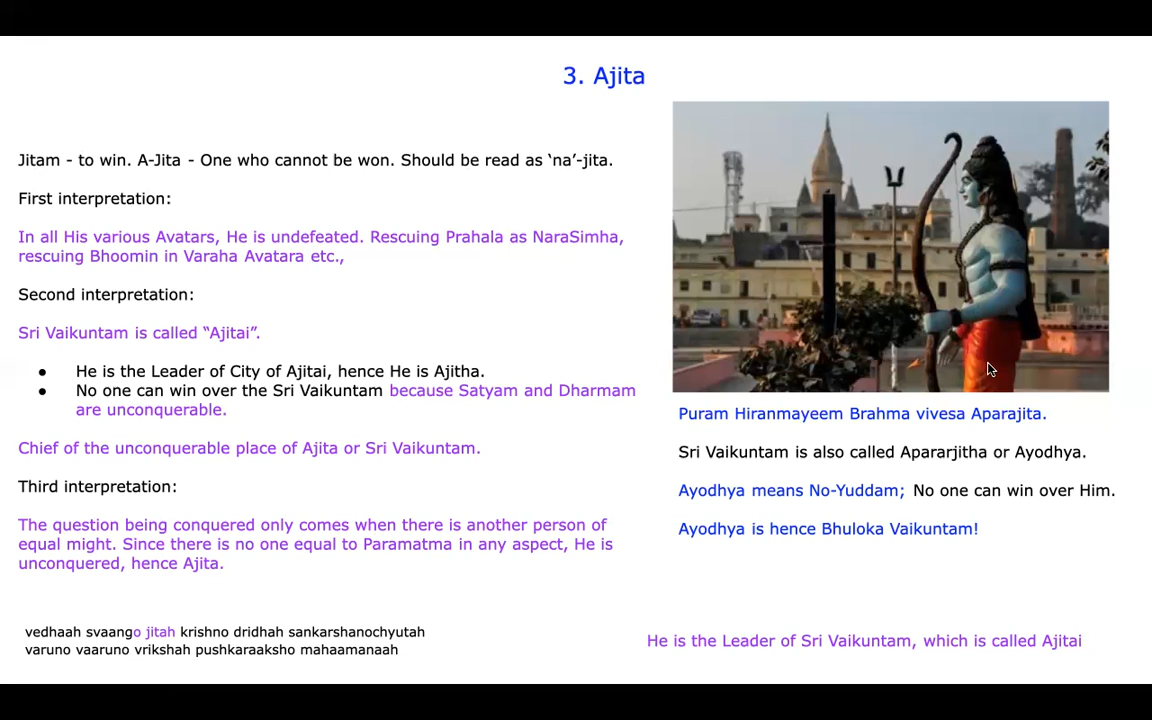 3. Ajita
Jitam - to win. A-Jita - One who cannot be won. Should be read as ‘na’-jita.
First interpretation:
In all His various Avatars, He is undefeated. Rescuing Prahala as NaraSimha,
rescuing Bhoomin in Varaha Avatara etc.,
Second interpretation:
Sri Vaikuntam is called “Ajitai”.
● He is the Leader of City of Ajitai, hence He is Ajitha.
● No one can win over the Sri Vaikuntam because Satyam and Dharmam
are unconquerable.
Chief of the unconquerable place of Ajita or Sri Vaikuntam.
Third interpretation:
The question being conquered only comes when there is another person of
equal might. Since there is no one equal to Paramatma in any aspect, He is
unconquered, hence Ajita.
vedhaah svaango jitah krishno dridhah sankarshanochyutah
varuno vaaruno vrikshah pushkaraaksho mahaamanaah
Puram Hiranmayeem Brahma vivesa Aparajita.
Sri Vaikuntam is also called Apararjitha or Ayodhya.
Ayodhya means No-Yuddam; No one can win over Him.
Ayodhya is hence Bhuloka Vaikuntam!
He is the Leader of Sri Vaikuntam, which is called Ajitai